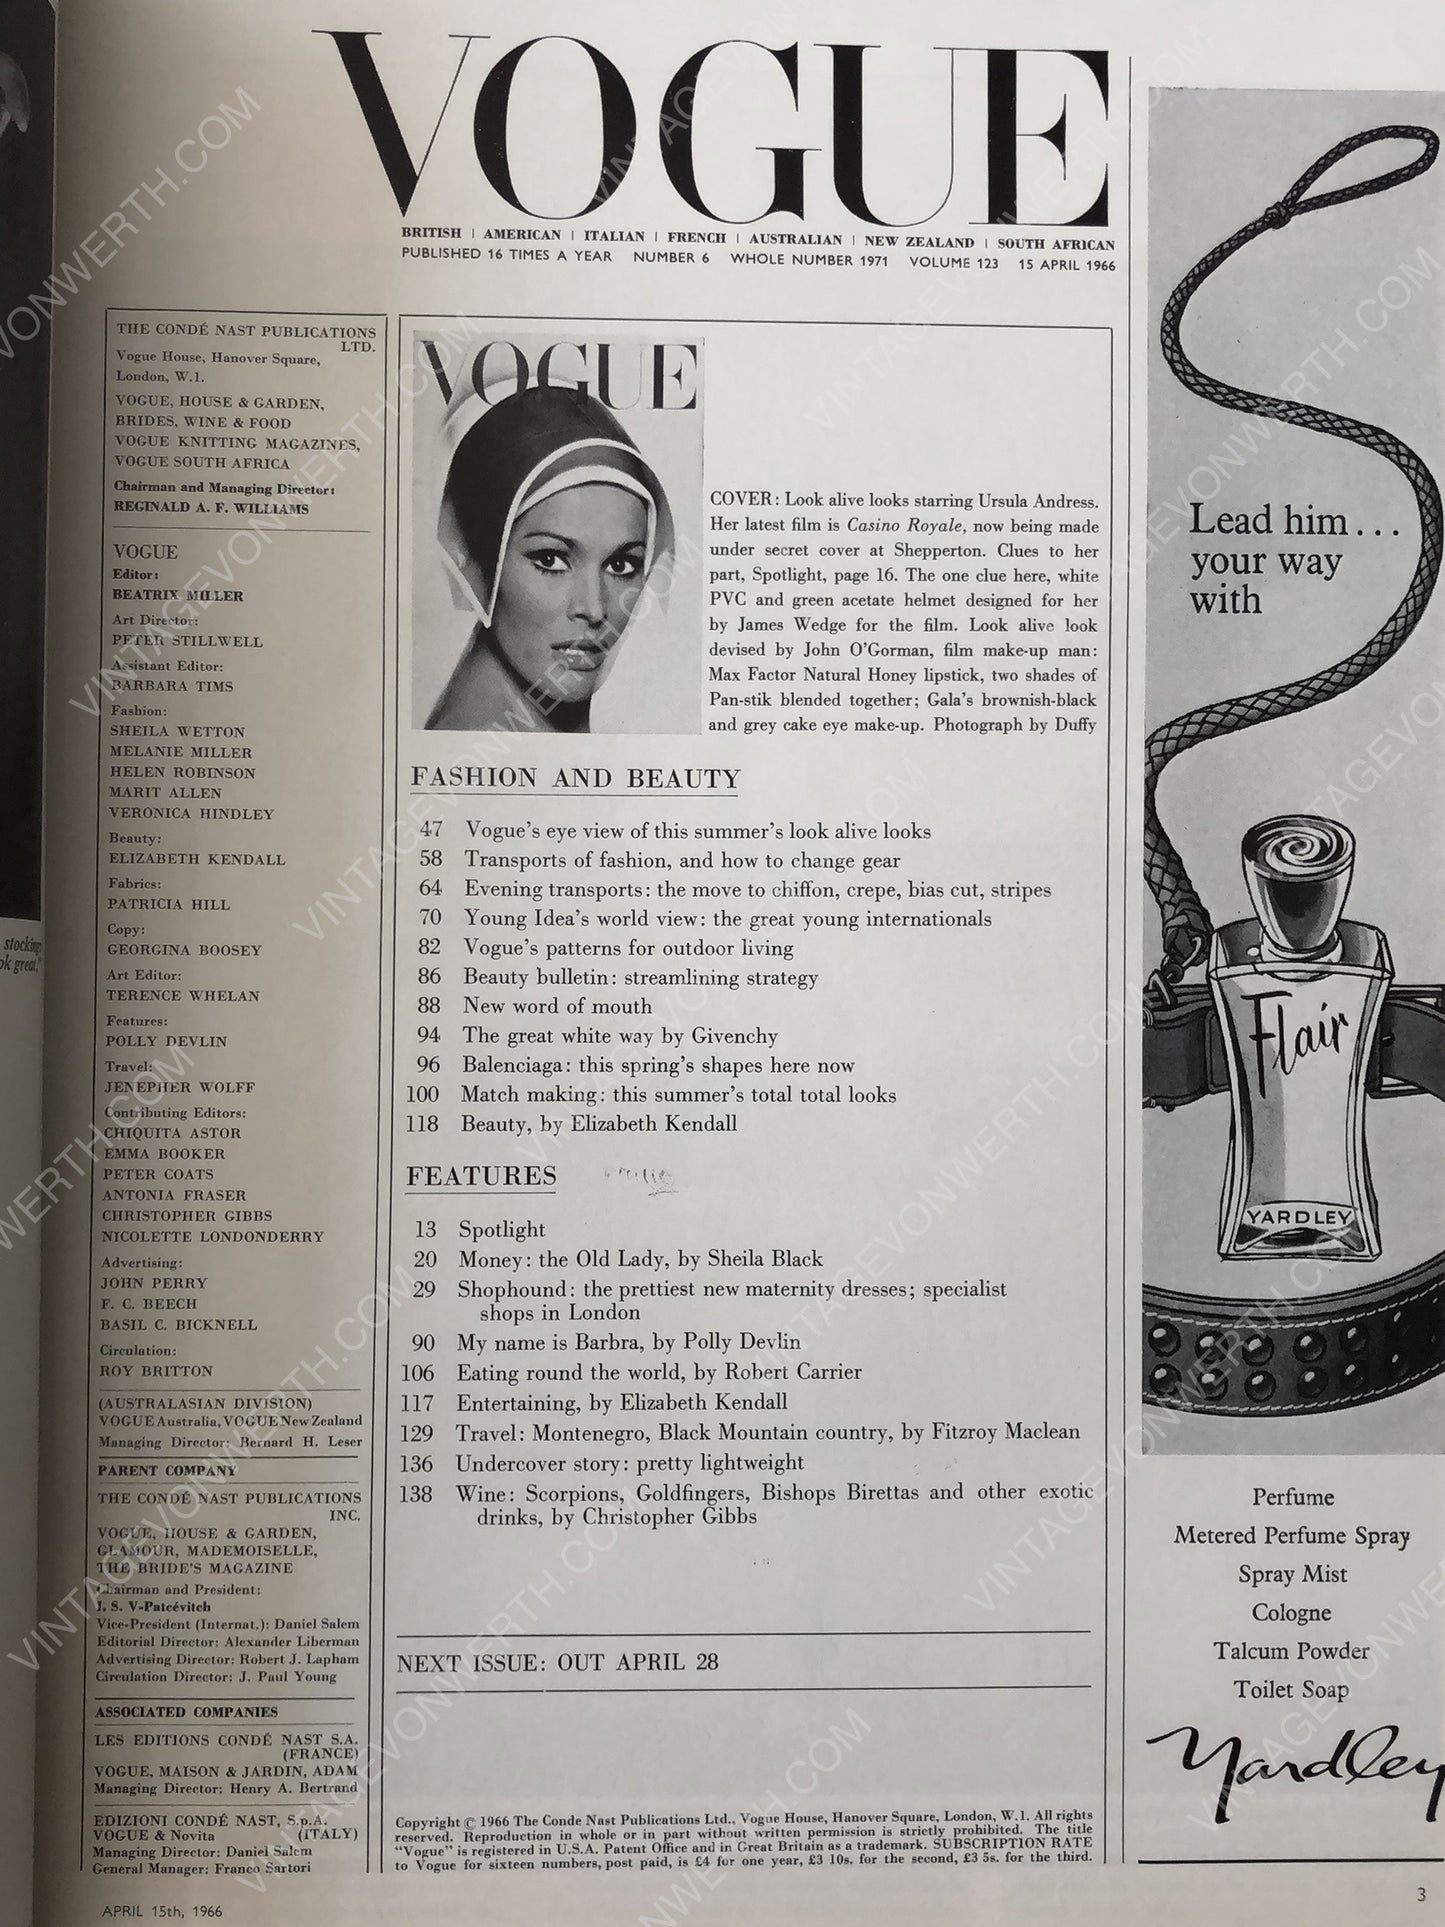 VOGUE
BRITISH | AMERICAN | ITALIAN | FRENCH | AUSTRALIAN | NEW ZEALAND | SOUTH AFRICAN
PUBLISHED 16 TIMES A YEAR NUMBER 6 WHOLE NUMBER 1971 VOLUME 123 15 APRIL 1966
THE CONDÉ NAST PUBLICATIONS
LTD.
Vogue House, Hanover Square,
London, W.1.
VOGUE, HOUSE & GARDEN,
BRIDES, WINE & FOOD
VOGUE KNITTING MAGAZINES,
VOGUE SOUTH AFRICA
Chairman and Managing Director:
REGINALD A. F. WILLIAMS
VOGUE
Editor:
BEATRIX MILLER
Art Director:
PETER STILLWELL
Assistant Editor:
BARBARA TIMS
Fashion:
SHEILA WETTON
MELANIE MILLER
HELEN ROBINSON
MARIT ALLEN
VERONICA HINDLEY
Beauty:
ELIZABETH KENDALL
Fabrics:
PATRICIA HILL
Copy:
GEORGINA BOOSEY
Art Editor:
TERENCE WHELAN
Features:
POLLY DEVLIN
Travel:
JENEPHER WOLFF
Contributing Editors:
CHIQUITA ASTOR
EMMA BOOKER
PETER COATS
ANTONIA FRASER
CHRISTOPHER GIBBS
NICOLETTE LONDONDERRY
Advertising:
JOHN PERRY
F. C. BEECH
BASIL C. BICKNELL
Circulation:
ROY BRITTON
(AUSTRALASIAN DIVISION)
VOGUE Australia, VOGUE New Zealand
Managing Director: Bernard H. Leser
PARENT COMPANY
THE CONDÉ NAST PUBLICATIONS
INC.
VOGUE, HOUSE & GARDEN,
GLAMOUR, MADEMOISELLE,
THE BRIDE'S MAGAZINE
Chairman and President:
I. S. V-Patcévitch
Vice-President (Internat.): Daniel Salem
Editorial Director: Alexander Liberman
Advertising Director: Robert J. Lapham
Circulation Director: J. Paul Young
ASSOCIATED COMPANIES
LES EDITIONS CONDÉ NAST S.A.
(FRANCE)
VOGUE, MAISON & JARDIN, ADAM
Managing Director: Henry A. Bertrand
EDIZIONI CONDÉ NAST, S.p.A.
VOGUE & Novita (ITALY)
Managing Director: Daniel Salem
General Manager: Franco Sartori
APRIL 15th, 1966
VOGUE
COVER: Look alive looks starring Ursula Andress.
Her latest film is Casino Royale, now being made
under secret cover at Shepperton. Clues to her
part, Spotlight, page 16. The one clue here, white
PVC and green acetate helmet designed for her
by James Wedge for the film. Look alive look
devised by John O'Gorman, film make-up man:
Max Factor Natural Honey lipstick, two shades of
Pan-stik blended together; Gala's brownish-black
and grey cake eye make-up. Photograph by Duffy
FASHION AND BEAUTY
47 Vogue's eye view of this summer's look alive looks
58 Transports of fashion, and how to change gear
64 Evening transports: the move to chiffon, crepe, bias cut, stripes
70 Young Idea's world view: the great young internationals
82 Vogue's patterns for outdoor living
86 Beauty bulletin: streamlining strategy
88 New word of mouth
94 The great white way by Givenchy
96 Balenciaga: this spring's shapes here now
100 Match making: this summer's total total looks
118 Beauty, by Elizabeth Kendall
FEATURES
13 Spotlight
20 Money: the Old Lady, by Sheila Black
29 Shophound: the prettiest new maternity dresses; specialist
shops in London
90 My name is Barbra, by Polly Devlin
106 Eating round the world, by Robert Carrier
117 Entertaining, by Elizabeth Kendall
129 Travel: Montenegro, Black Mountain country, by Fitzroy Maclean
136 Undercover story: pretty lightweight
138 Wine: Scorpions, Goldfingers, Bishops Birettas and other exotic
drinks, by Christopher Gibbs
NEXT ISSUE: OUT APRIL 28
Copyright © 1966 The Conde Nast Publications Ltd., Vogue House, Hanover Square, London, W.1. All rights
reserved. Reproduction in whole or in part without written permission is strictly prohibited. The title
"Vogue" is registered in U.S.A. Patent Office and in Great Britain as a trademark. SUBSCRIPTION RATE
to Vogue for sixteen numbers, post paid, is £4 for one year, £3 10s. for the second, £3 5s. for the third.
Lead him...
your way
with
Flair
YARDLEY
Perfume
Metered Perfume Spray
Spray Mist
Cologne
Talcum Powder
Toilet Soap
Yardley
3
stocking
great,
VINTAGEVONWERTH.COM